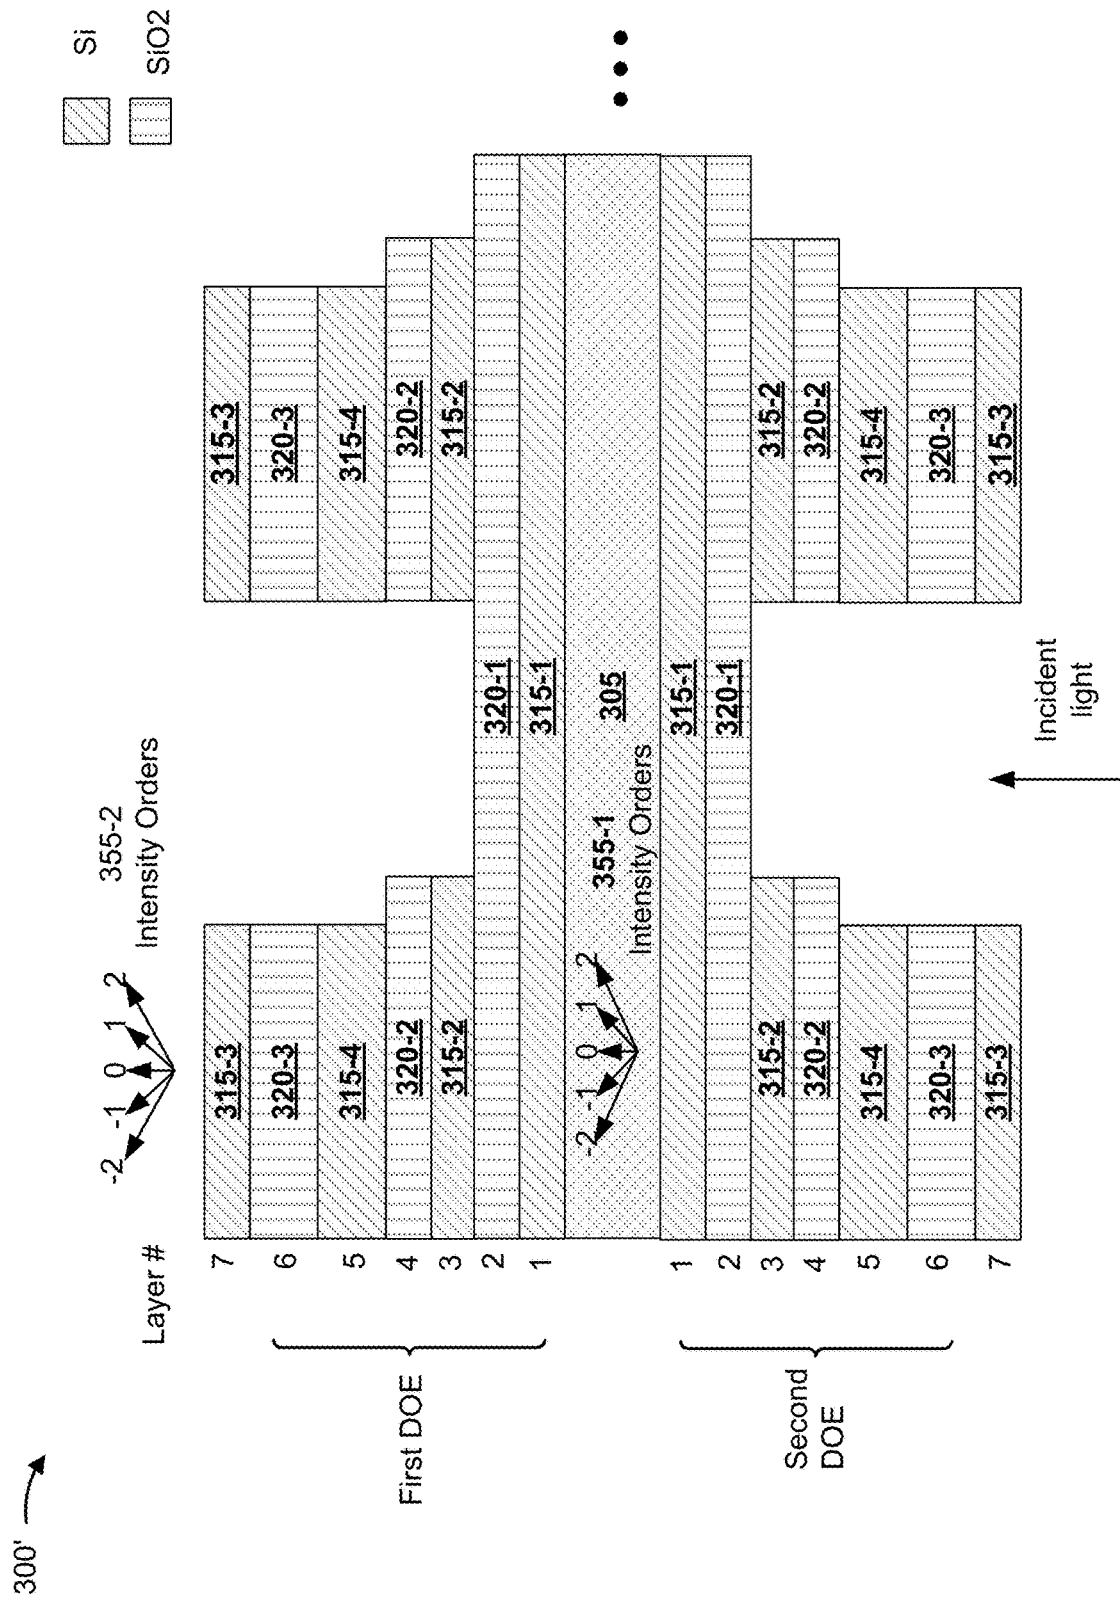 300'
Si
SiO2
355-2
Intensity Orders
-2 -1 0 1 2
Layer #
First DOE
7 315-3 315-3
6 320-3 320-3
5 315-4 315-4
4 320-2 320-2
3 315-2 315-2
2 320-1
1 315-1
305
355-1
Intensity Orders
-2 -1 0 1 2
Second
DOE
1 315-1
2 320-1
3 315-2 315-2
4 320-2 320-2
5 315-4 315-4
6 320-3 320-3
7 315-3 315-3
Incident
light